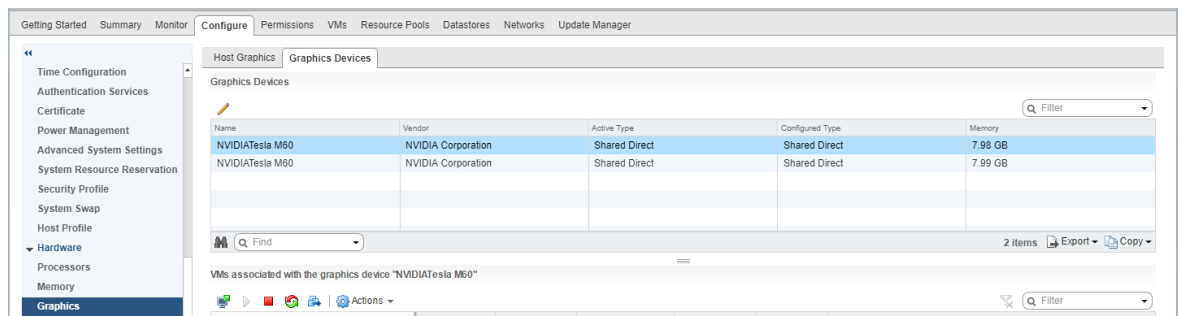 Getting Started Summary Monitor Configure Permissions VMs Resource Pools Datastores Networks Update Manager
Time Configuration
Authentication Services
Certificate
Power Management
Advanced System Settings
System Resource Reservation
Security Profile
System Swap
Host Profile
Hardware
Processors
Memory
Graphics
Host Graphics Graphics Devices
Graphics Devices
Filter
Name Vendor Active Type Configured Type Memory
NVIDIATesla M60 NVIDIA Corporation Shared Direct Shared Direct 7.98 GB
NVIDIATesla M60 NVIDIA Corporation Shared Direct Shared Direct 7.99 GB
Find 2 items Export Copy
VMs associated with the graphics device "NVIDIATesla M60"
Actions Filter